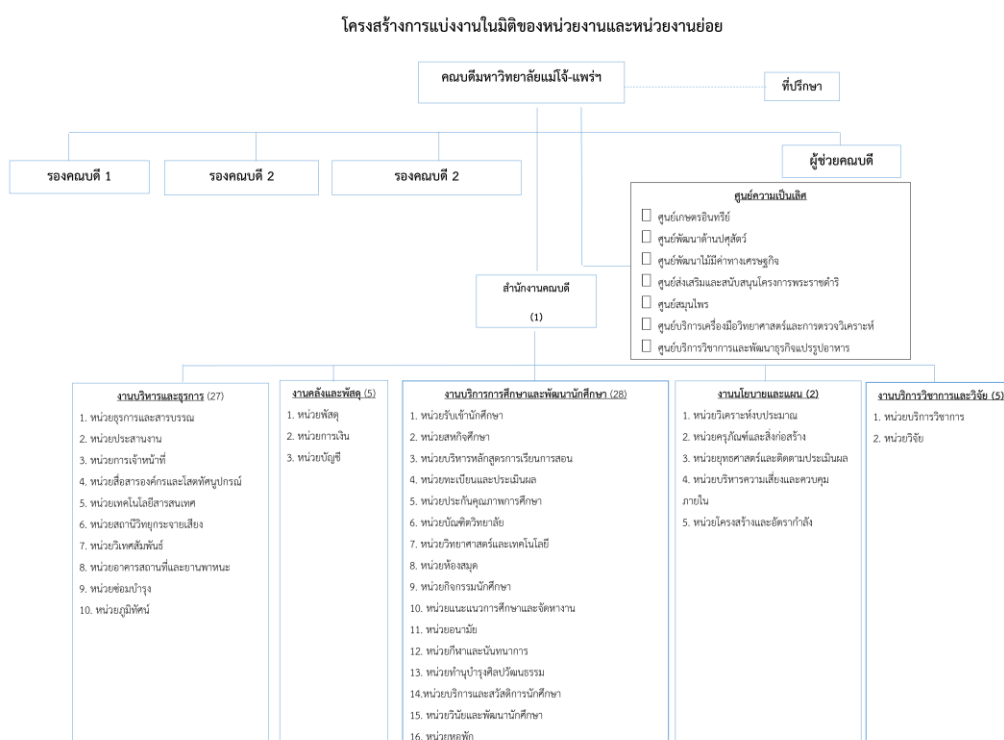 โครงสร้างการแบ่งงานในมิติของหน่วยงานและหน่วยงานย่อย
คณบดีมหาวิทยาลัยแม่โจ้-แพร่ฯ
ที่ปรึกษา
รองคณบดี 1
รองคณบดี 2
รองคณบดี 2
ผู้ช่วยคณบดี
ศูนย์ความเป็นเลิศ
ศูนย์เกษตรอินทรีย์
ศูนย์พัฒนาด้านปศุสัตว์
ศูนย์พัฒนาไม้มีค่าทางเศรษฐกิจ
ศูนย์ส่งเสริมและสนับสนุนโครงการพระราชดำริ
ศูนย์สมุนไพร
ศูนย์บริการเครื่องมือวิทยาศาสตร์และการตรวจวิเคราะห์
ศูนย์บริการวิชาการและพัฒนาธุรกิจแปรรูปอาหาร
สำนักงานคณบดี
(1)
งานบริหารและธุรการ (27)
1. หน่วยธุรการและสารบรรณ
2. หน่วยประสานงาน
3. หน่วยการเจ้าหน้าที่
4. หน่วยสื่อสารองค์กรและโสตทัศนูปกรณ์
5. หน่วยเทคโนโลยีสารสนเทศ
6. หน่วยสถานีวิทยุกระจายเสียง
7. หน่วยวิเทศสัมพันธ์
8. หน่วยอาคารสถานที่และยานพาหนะ
9. หน่วยซ่อมบำรุง
10. หน่วยภูมิทัศน์
งานคลังและพัสดุ (5)
1. หน่วยพัสดุ
2. หน่วยการเงิน
3. หน่วยบัญชี
งานบริการการศึกษาและพัฒนานักศึกษา (28)
1. หน่วยรับเข้านักศึกษา
2. หน่วยสหกิจศึกษา
3. หน่วยบริหารหลักสูตรการเรียนการสอน
4. หน่วยทะเบียนและประเมินผล
5. หน่วยประกันคุณภาพการศึกษา
6. หน่วยบัณฑิตวิทยาลัย
7. หน่วยวิทยาศาสตร์และเทคโนโลยี
8. หน่วยห้องสมุด
9. หน่วยกิจกรรมนักศึกษา
10. หน่วยแนะแนวการศึกษาและจัดหางาน
11. หน่วยอนามัย
12. หน่วยกีฬาและนันทนาการ
13. หน่วยทำนุบำรุงศิลปวัฒนธรรม
14.หน่วยบริการและสวัสดิการนักศึกษา
15. หน่วยวินัยและพัฒนานักศึกษา
16. หน่วยหอพัก
งานนโยบายและแผน (2)
1. หน่วยวิเคราะห์งบประมาณ
2. หน่วยครุภัณฑ์และสิ่งก่อสร้าง
3. หน่วยยุทธศาสตร์และติดตามประเมินผล
4. หน่วยบริหารความเสี่ยงและควบคุม
ภายใน
5. หน่วยโครงสร้างและอัตรากำลัง
งานบริการวิชาการและวิจัย (5)
1. หน่วยบริการวิชาการ
2. หน่วยวิจัย